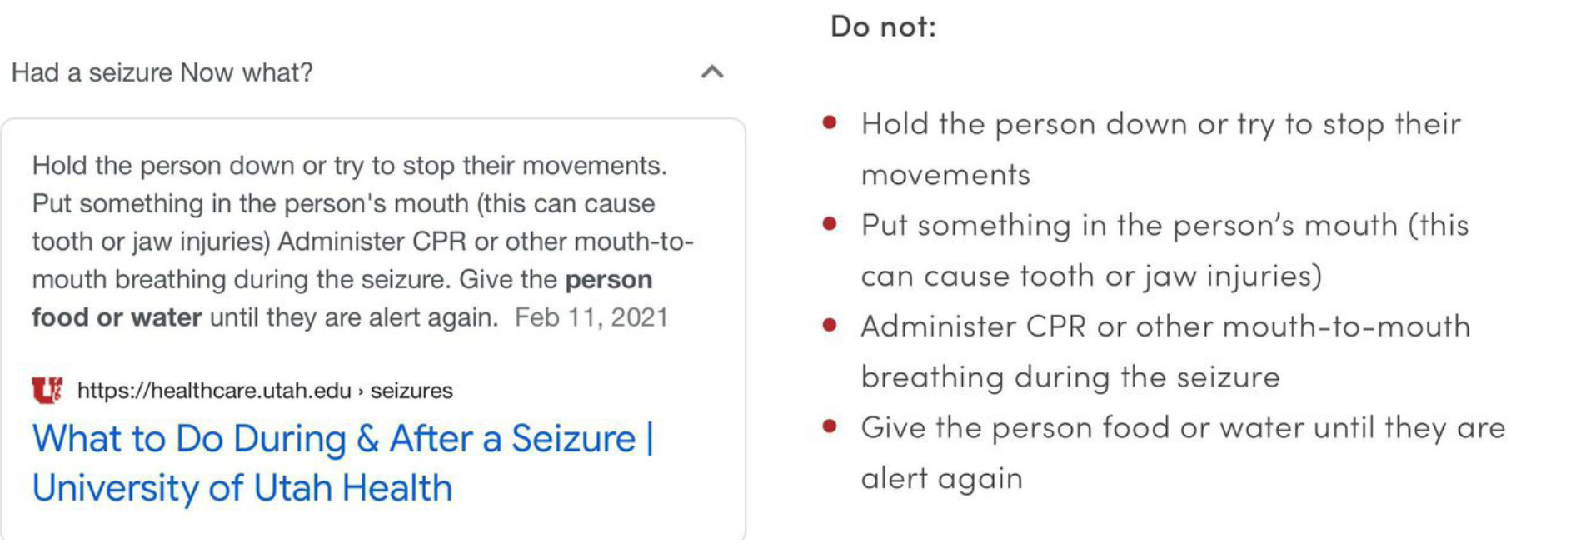 Had a seizure Now what?
Hold the person down or try to stop their movements.
Put something in the person's mouth (this can cause
tooth or jaw injuries) Administer CPR or other mouth-to-
mouth breathing during the seizure. Give the person
food or water until they are alert again. Feb 11, 2021
https://healthcare.utah.edu › seizures
What to Do During & After a Seizure |
University of Utah Health
Do not:
• Hold the person down or try to stop their
movements
• Put something in the person’s mouth (this
can cause tooth or jaw injuries)
• Administer CPR or other mouth-to-mouth
breathing during the seizure
• Give the person food or water until they are
alert again